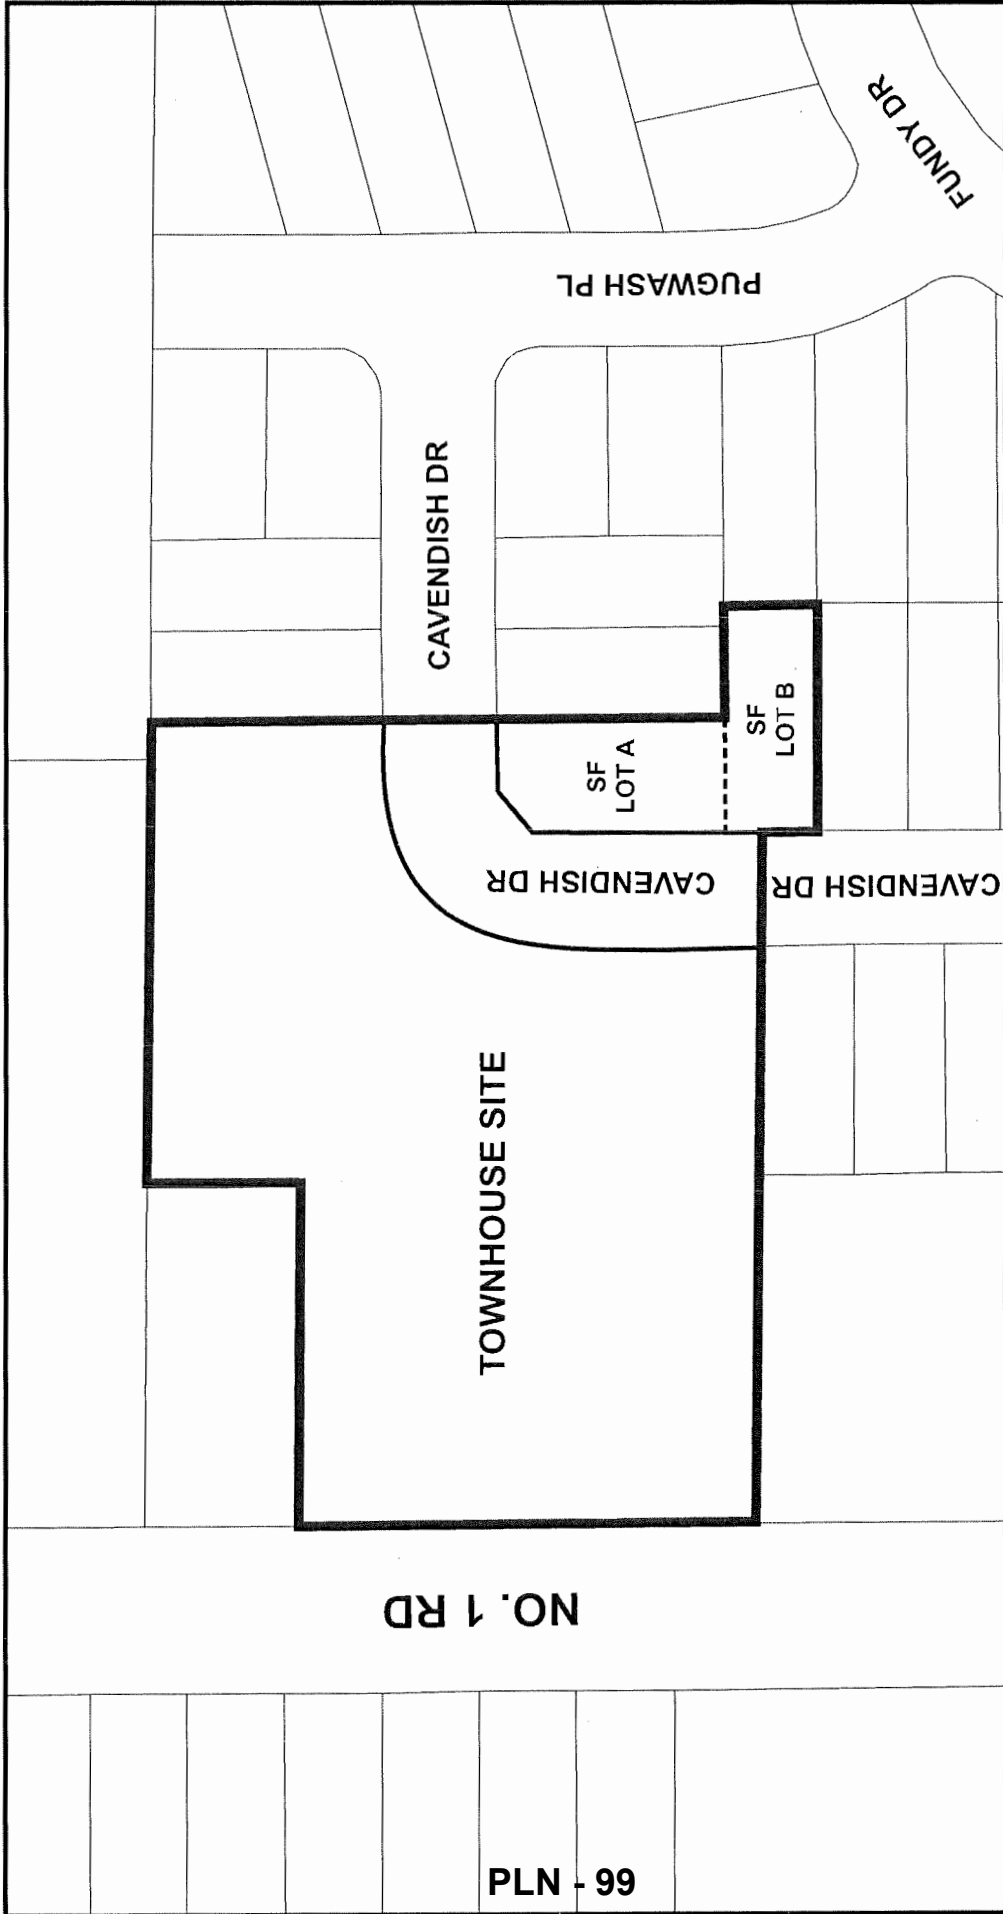 FUNDY DR
PUGWASH PL
CAVENDISH DR
SF
LOT A
SF
LOT B
CAVENDISH DR
CAVENDISH DR
TOWNHOUSE SITE
NO. 1 RD
PLN - 99